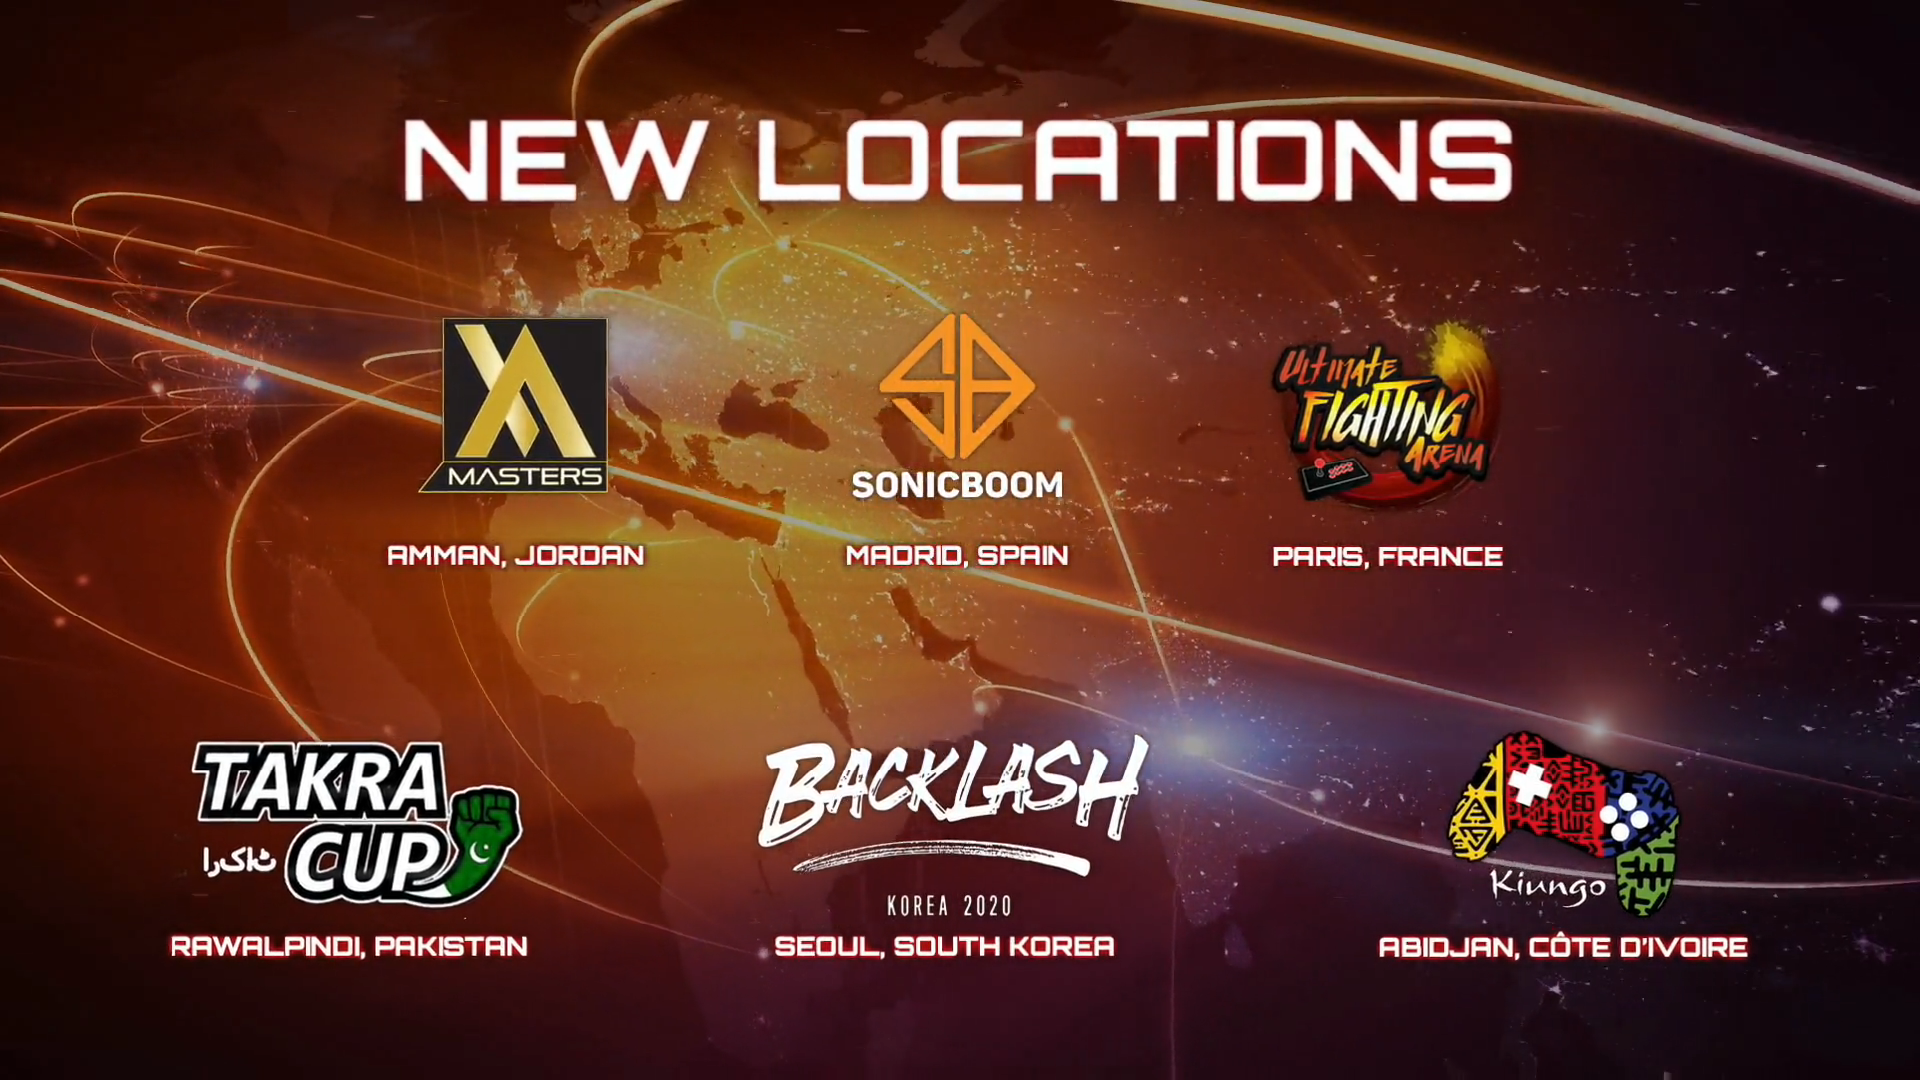 NEW LOCATIONS
MASTERS
AMMAN, JORDAN
SONICBOOM
MADRID, SPAIN
ULTIMATE
FIGHTING
ARENA
PARIS, FRANCE
TAKRA
CUP
ٹاکرا
RAWALPINDI, PAKISTAN
BACKLASH
KOREA 2020
SEOUL, SOUTH KOREA
Kiungo
GAMES
ABIDJAN, CÔTE D'IVOIRE